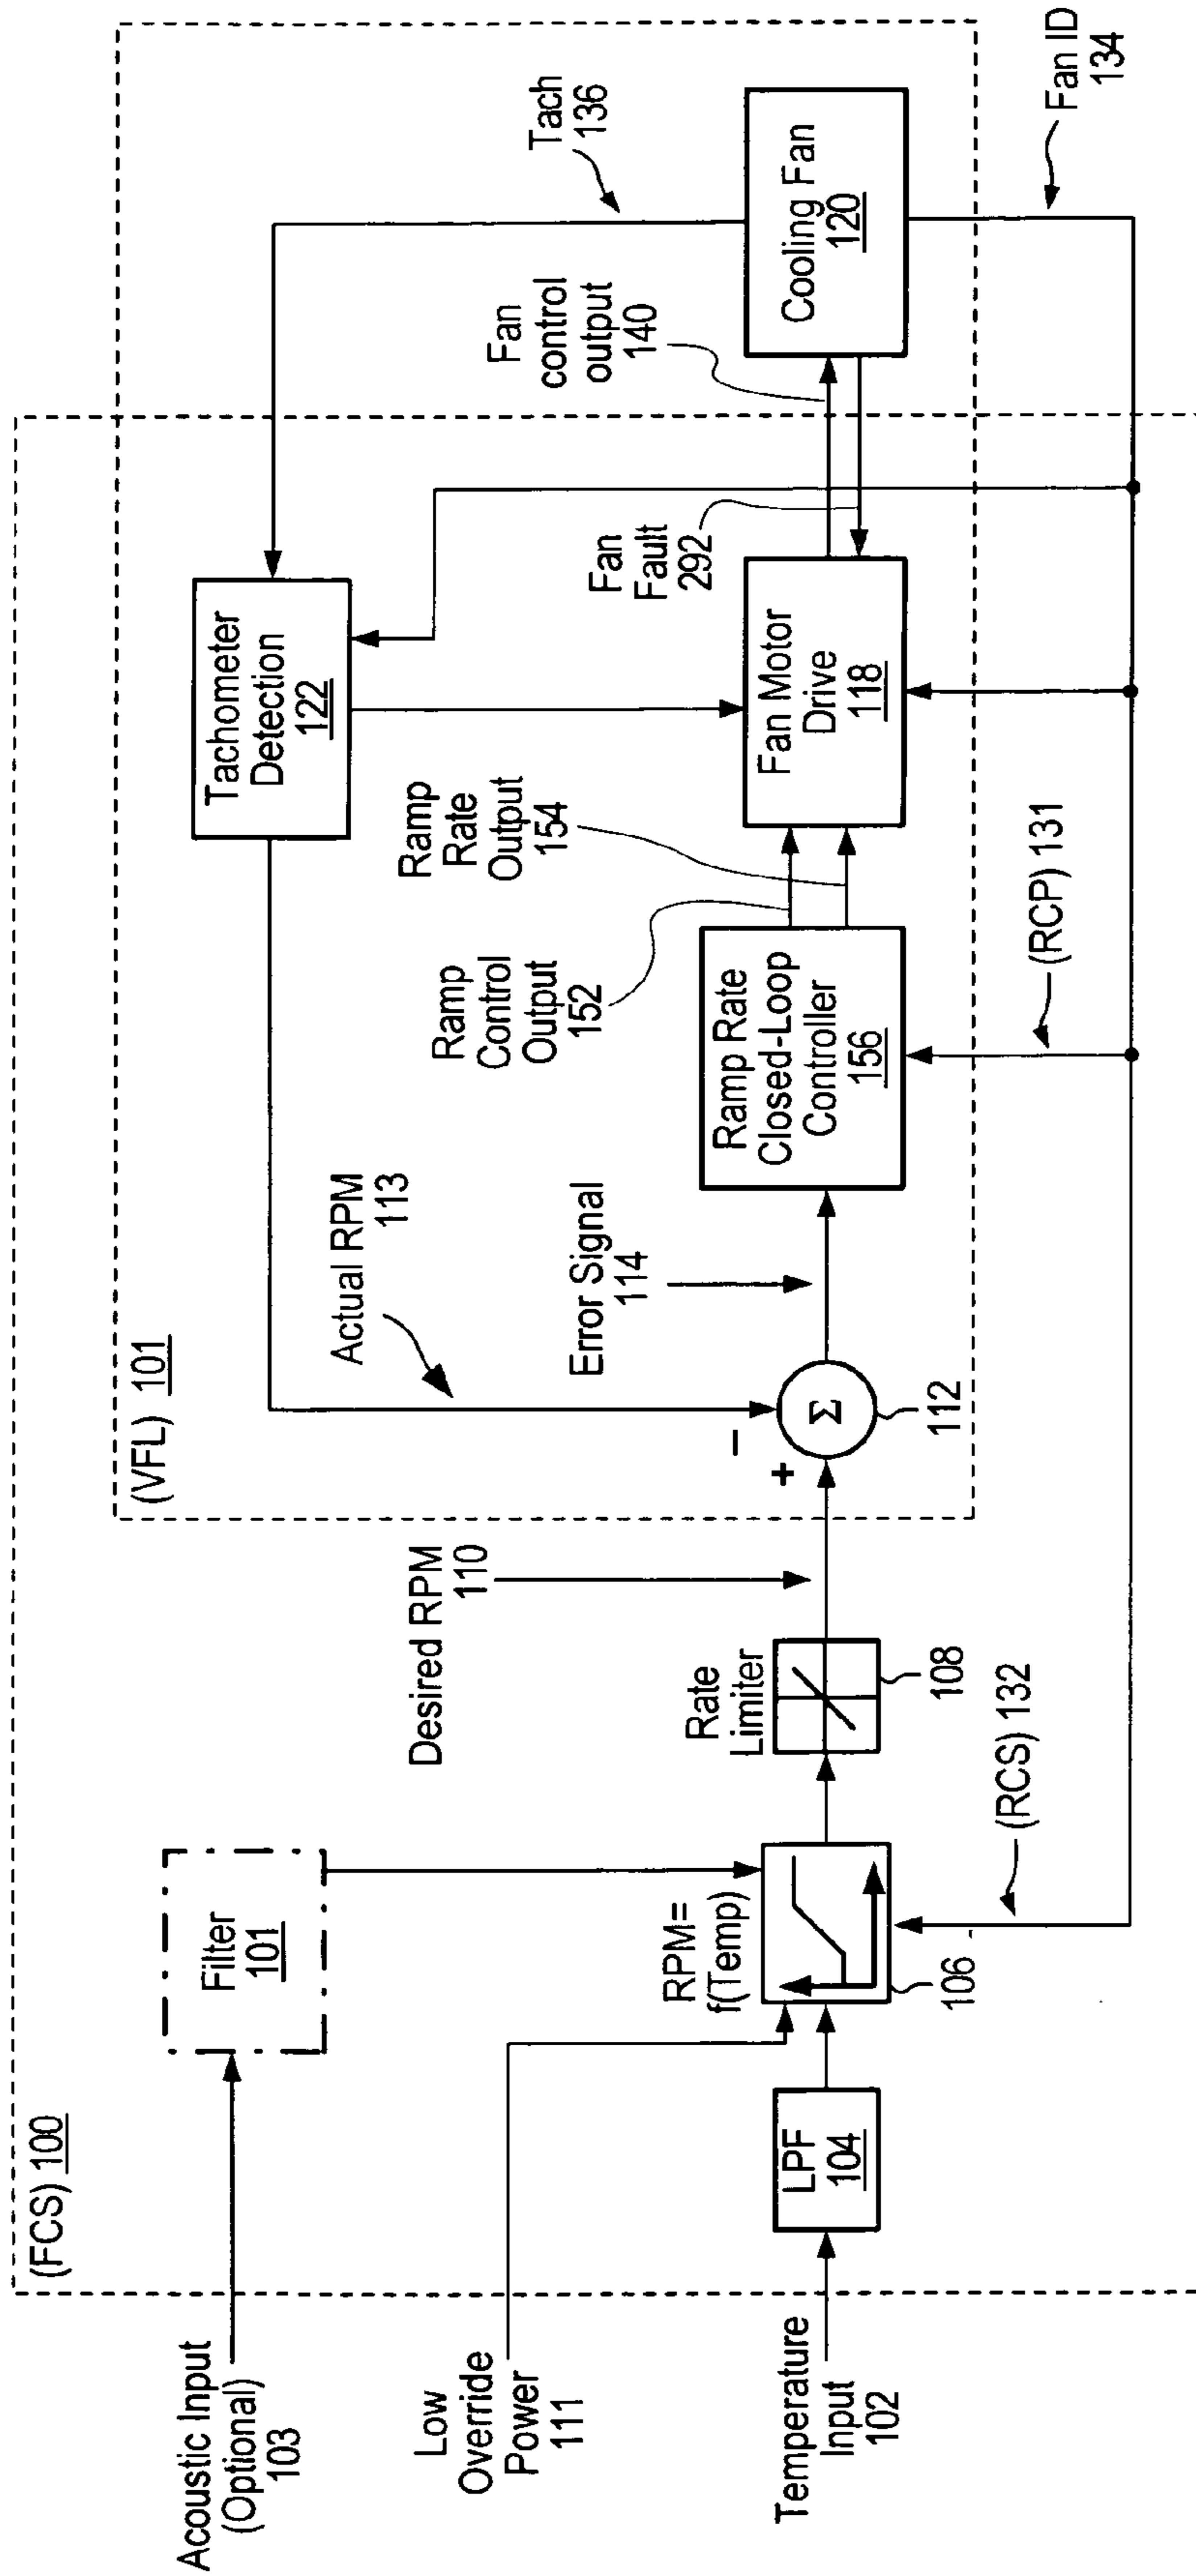 (FCS) 100
Acoustic Input
(Optional)
103
Filter
101
Low
Override
Power
111
Temperature
Input
102
LPF
104
RPM=
f(Temp)
106
Rate
Limiter
108
(RCS) 132
Desired RPM
110
(VFL) 101
Actual RPM
113
+
−
Σ
112
Error Signal
114
Ramp Rate
Closed-Loop
Controller
156
Ramp
Control
Output
152
Ramp
Rate
Output
154
(RCP) 131
Tachometer
Detection
122
Fan Motor
Drive
118
Fan
Fault
292
Fan
control
output
140
Tach
136
Cooling Fan
120
Fan ID
134